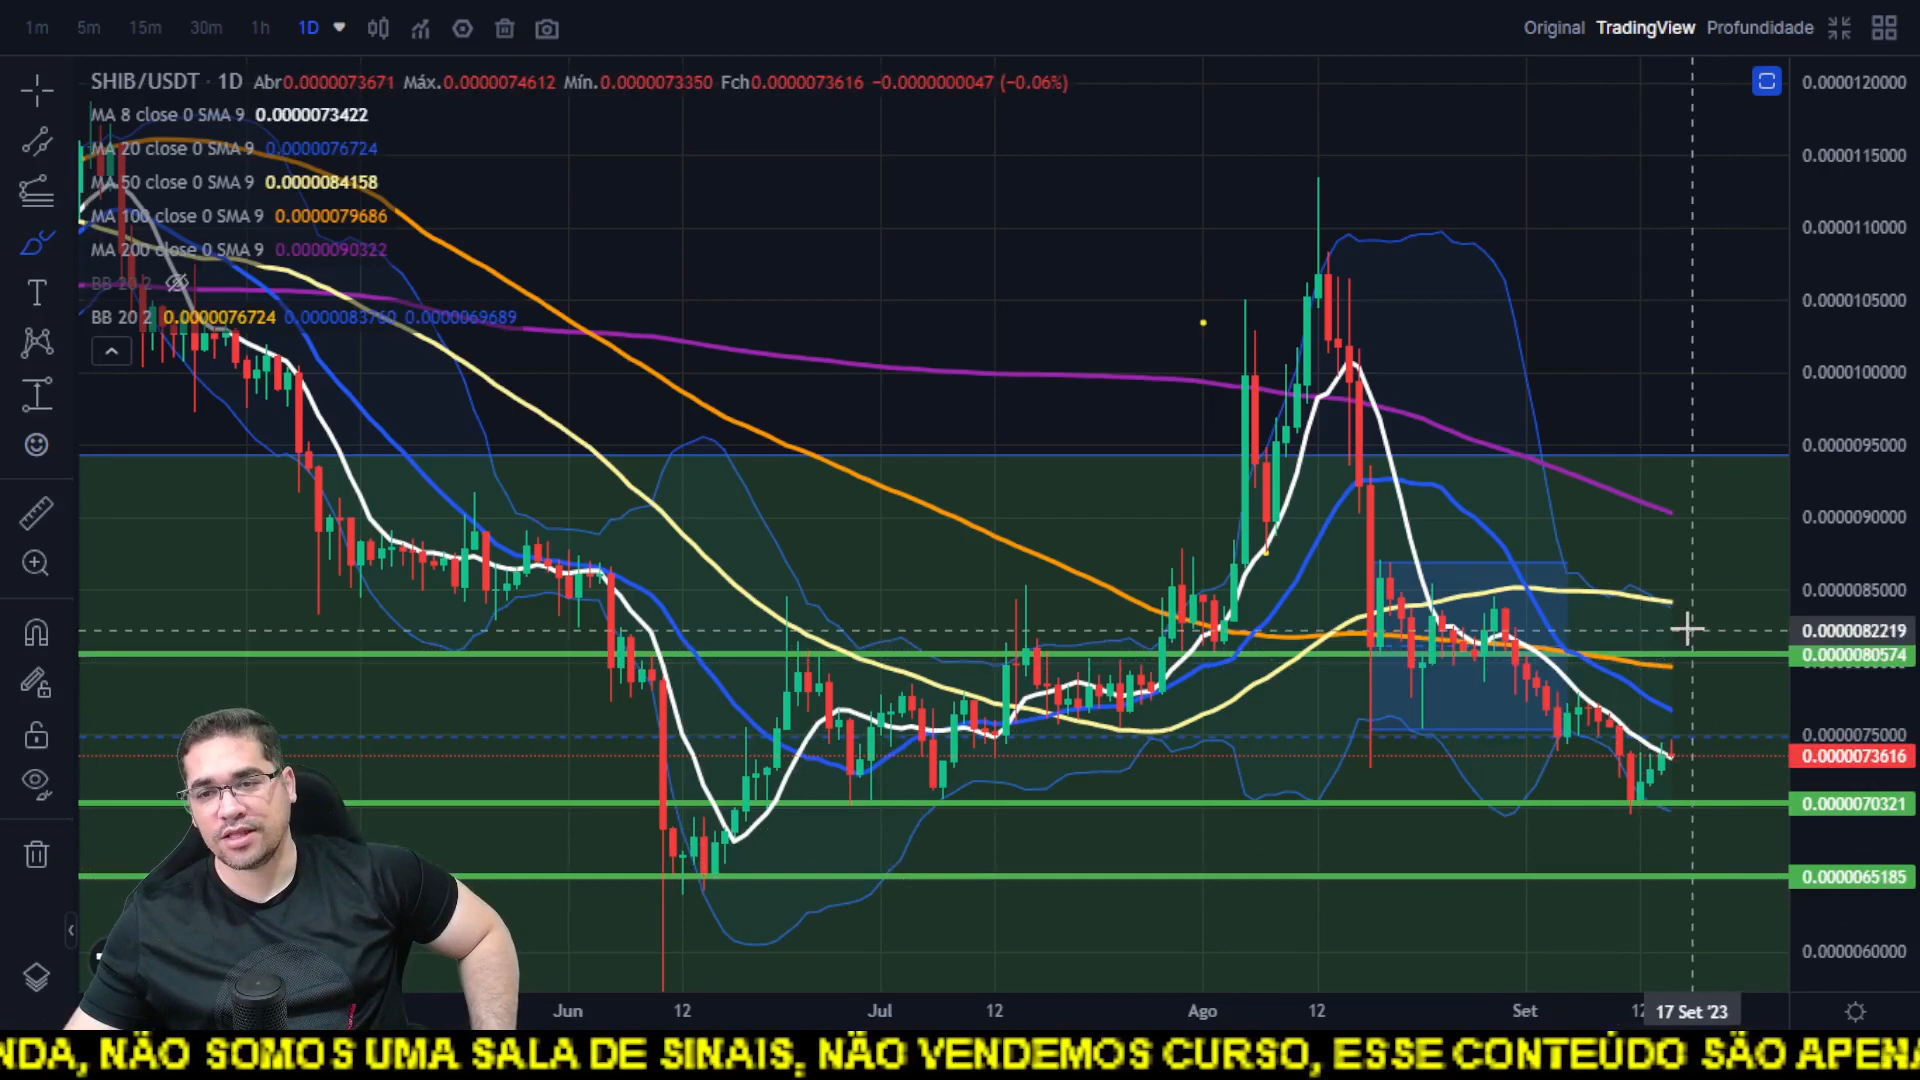 1m 5m 15m 30m 1h 1D
Original TradingView Profundidade
SHIB/USDT · 1D Abr0.0000073671 Máx.0.0000074612 Mín.0.0000073350 Fch0.0000073616 −0.0000000047 (−0.06%)
MA 8 close 0 SMA 9 0.0000073422
MA 20 close 0 SMA 9 0.0000076724
MA 50 close 0 SMA 9 0.0000084158
MA 100 close 0 SMA 9 0.0000079686
MA 200 close 0 SMA 9 0.0000090322
BB 20 2
BB 20 2 0.0000076724 0.0000083760 0.0000069689
0.0000120000
0.0000115000
0.0000110000
0.0000105000
0.0000100000
0.0000095000
0.0000090000
0.0000085000
0.0000082219
0.0000080574
0.0000075000
0.0000073616
0.0000070321
0.0000065185
0.0000060000
Jun 12 Jul 12 Ago 12 Set 12 17 Set '23
NDA, NÃO SOMOS UMA SALA DE SINAIS, NÃO VENDEMOS CURSO, ESSE CONTEÚDO SÃO APENA